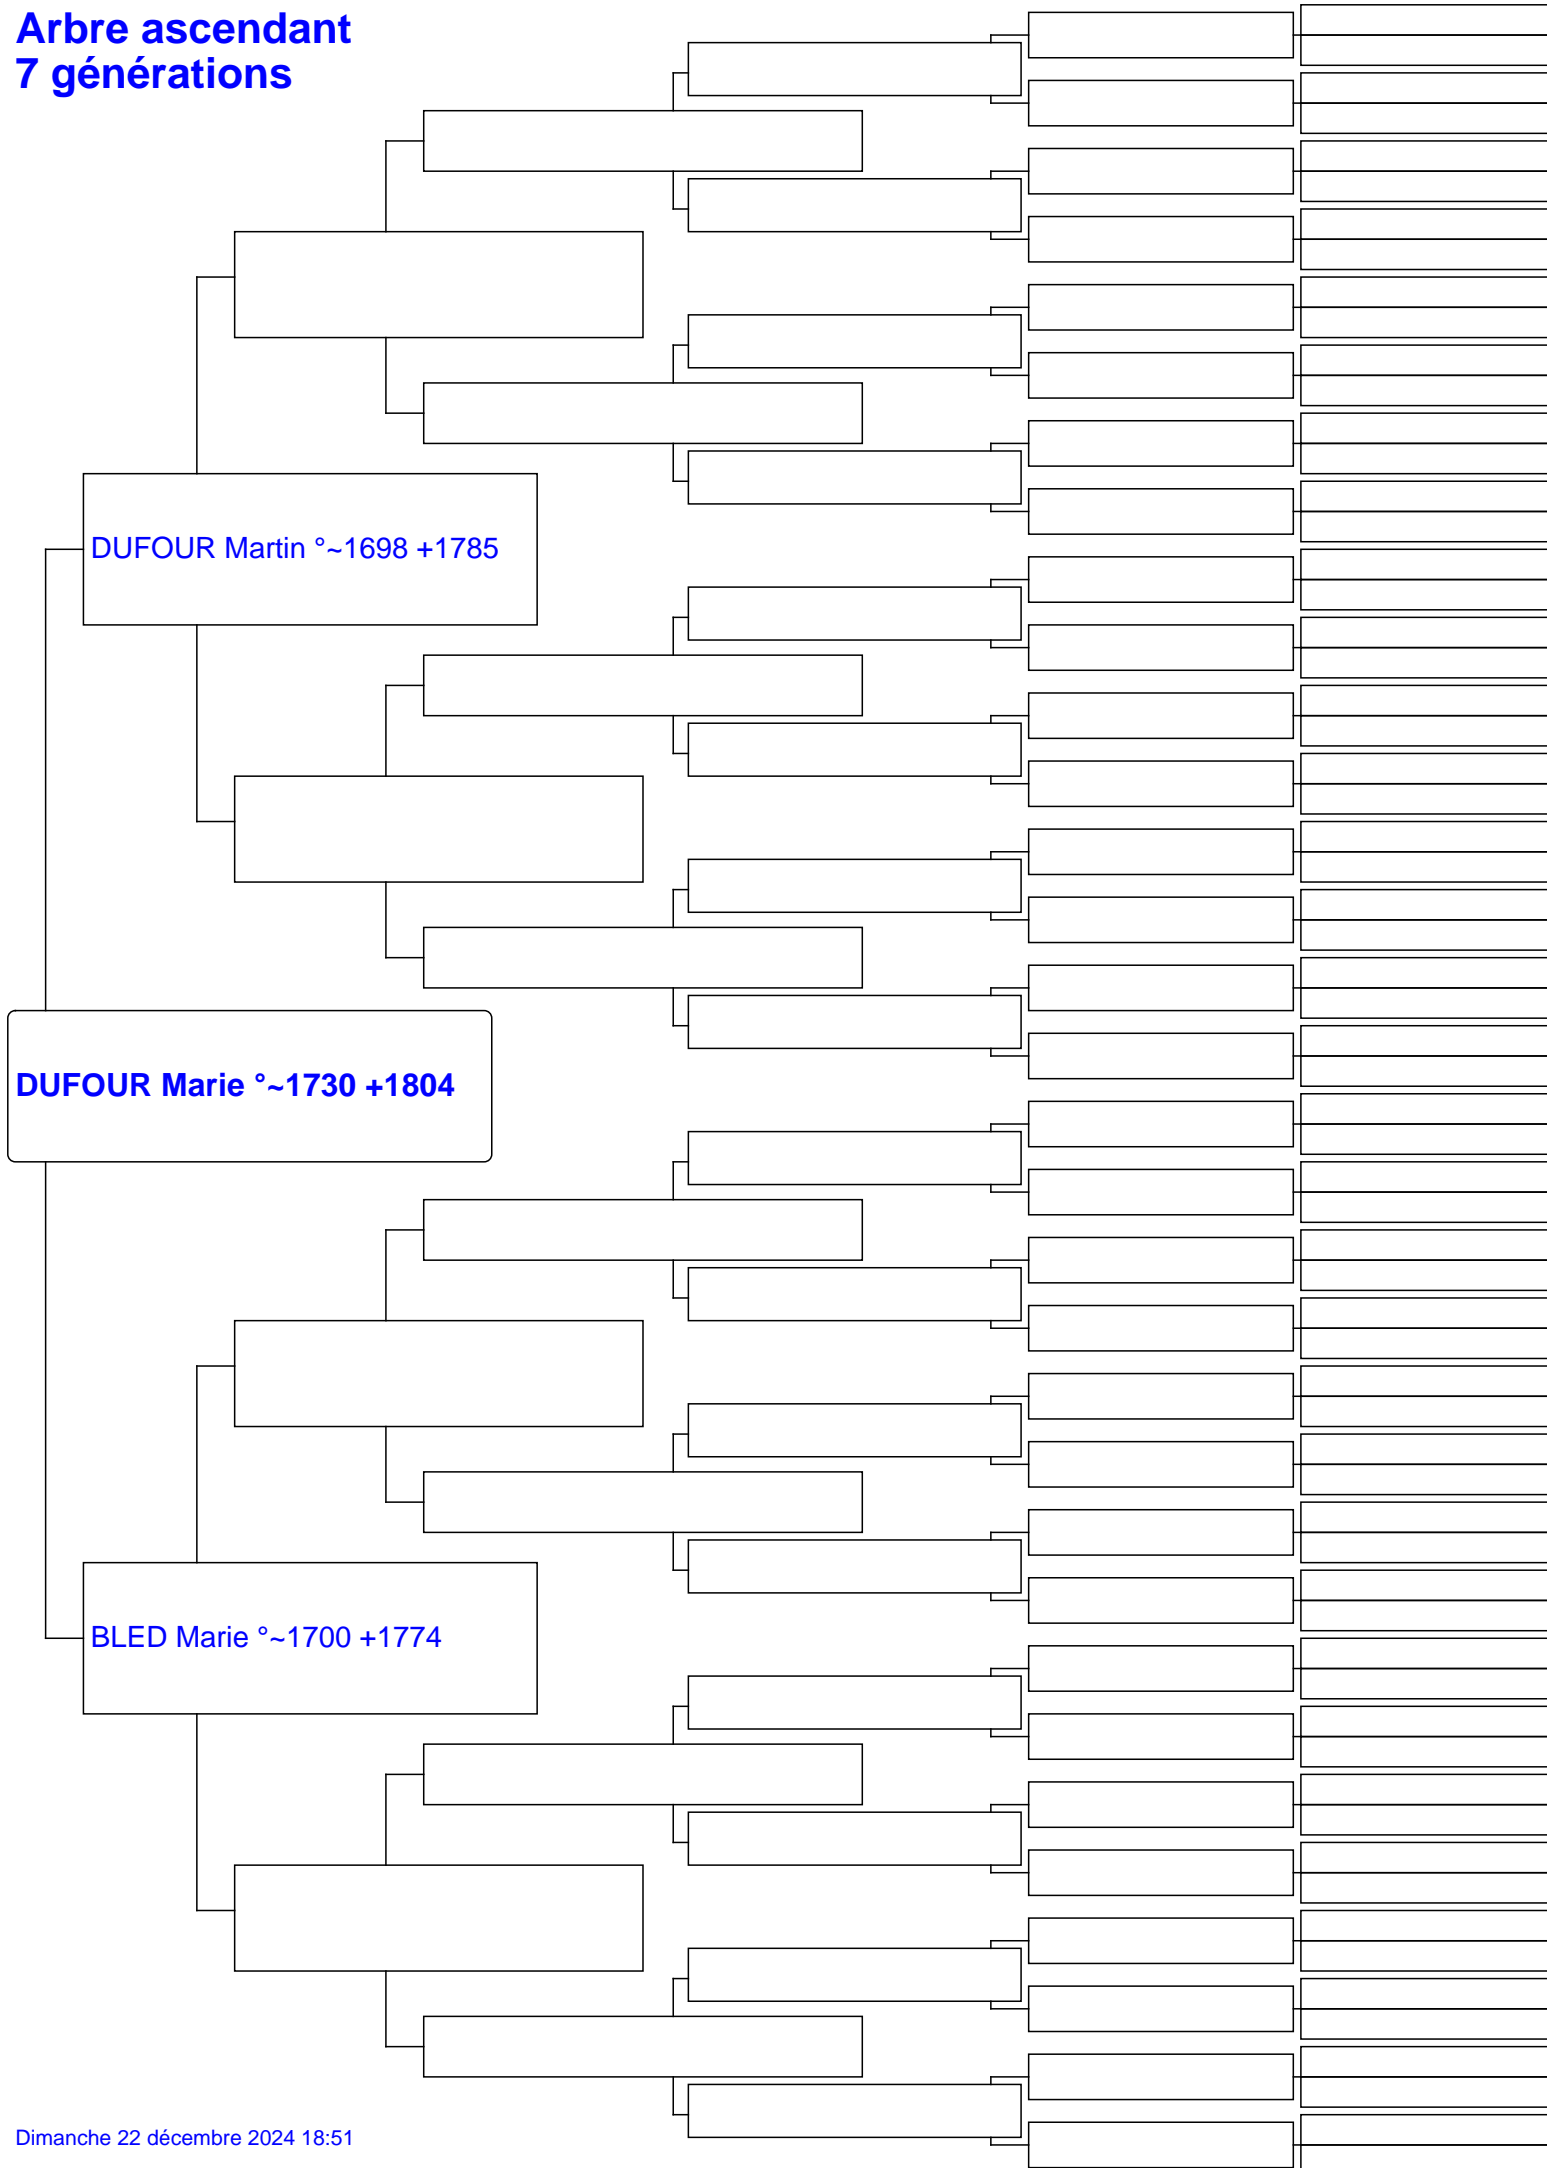 Arbre ascendant
7 générations
DUFOUR Martin °~1698 +1785
DUFOUR Marie °~1730 +1804
BLED Marie °~1700 +1774
Dimanche 22 décembre 2024 18:51